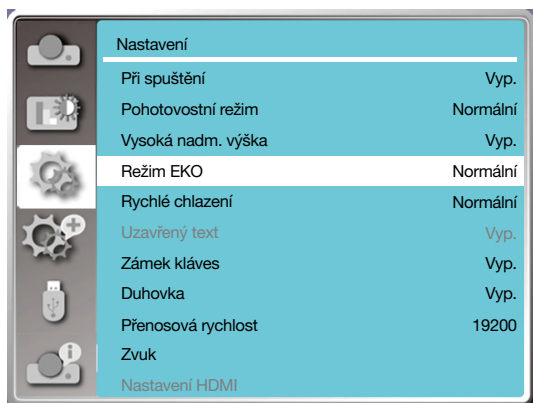 Nastavení
Při spuštění Vyp.
Pohotovostní režim Normální
Vysoká nadm. výška Vyp.
Režim EKO Normální
Rychlé chlazení Normální
Uzavřený text Vyp.
Zámek kláves Vyp.
Duhovka Vyp.
Přenosová rychlost 19200
Zvuk
Nastavení HDMI